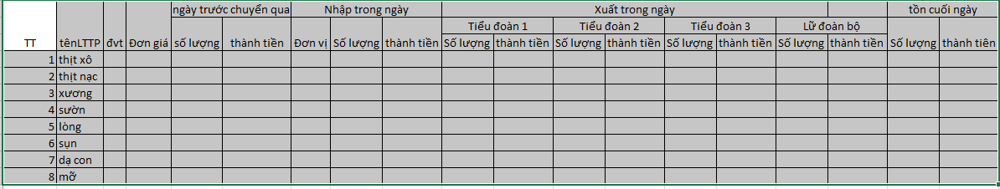 ngày trước chuyển qua Nhập trong ngày Xuất trong ngày tồn cuối ngày
Tiểu đoàn 1 Tiểu đoàn 2 Tiểu đoàn 3 Lữ đoàn bộ
TT tênLTTP đvt Đơn giá số lượng thành tiền Đơn vị Số lượng thành tiền Số lượng thành tiền Số lượng thành tiền Số lượng thành tiền Số lượng thành tiền Số lượng thành tiên
1 thịt xô
2 thịt nạc
3 xương
4 sườn
5 lòng
6 sụn
7 dạ con
8 mỡ